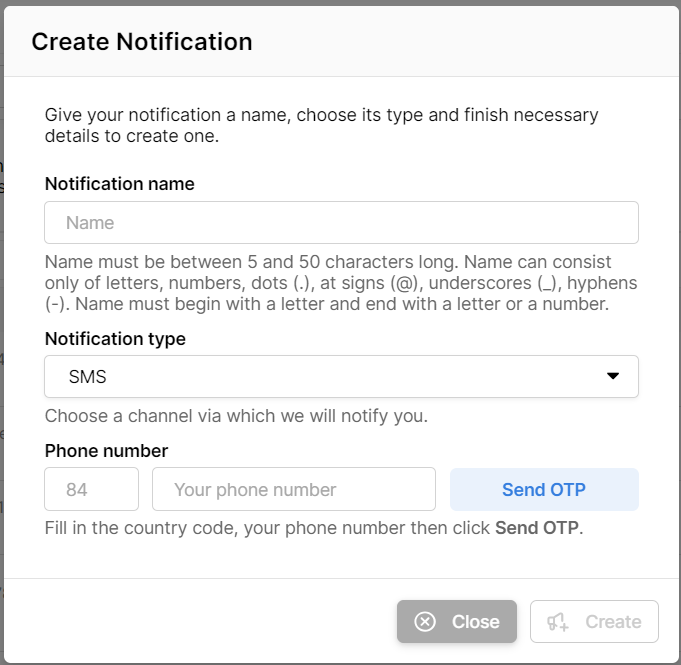 Create Notification
Give your notification a name, choose its type and finish necessary
details to create one.
Notification name
Name
Name must be between 5 and 50 characters long. Name can consist
only of letters, numbers, dots (.), at signs (@), underscores (_), hyphens
(-). Name must begin with a letter and end with a letter or a number.
Notification type
SMS
Choose a channel via which we will notify you.
Phone number
84 Your phone number Send OTP
Fill in the country code, your phone number then click Send OTP.
Close Create